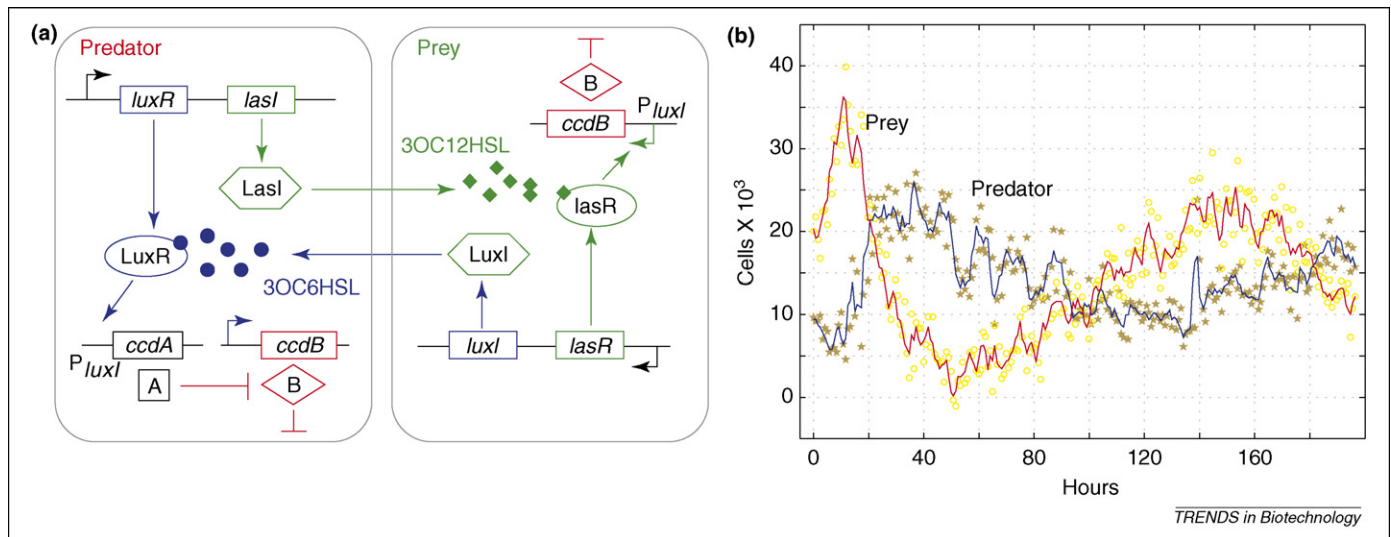 (a)
Predator
luxR
lasI
LasI
LuxR
3OC6HSL
PluxI
ccdA
ccdB
A
B
Prey
B
ccdB
PluxI
3OC12HSL
lasR
LuxI
luxI
lasR
(b)
Cells X 10³
40
30
20
10
0
Prey
Predator
0
40
80
120
160
Hours
TRENDS in Biotechnology